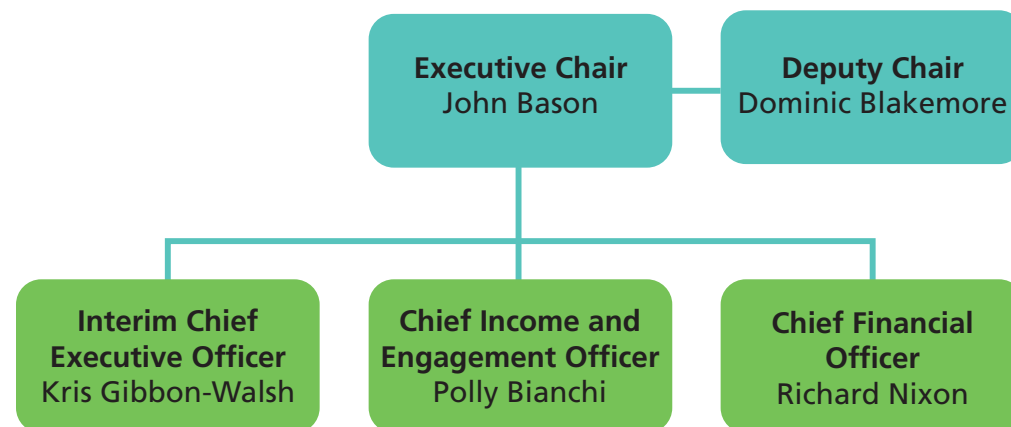 Executive Chair
John Bason
Deputy Chair
Dominic Blakemore
Interim Chief
Executive Officer
Kris Gibbon-Walsh
Chief Income and
Engagement Officer
Polly Bianchi
Chief Financial
Officer
Richard Nixon